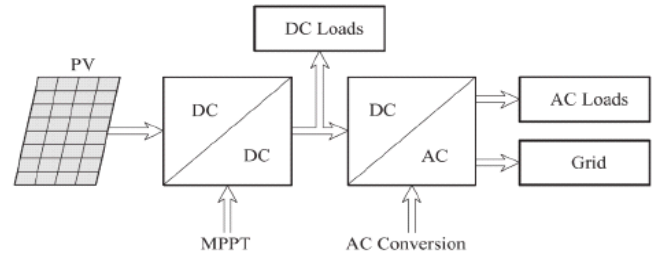 DC Loads
PV
DC
DC
DC
AC
AC Loads
Grid
MPPT
AC Conversion